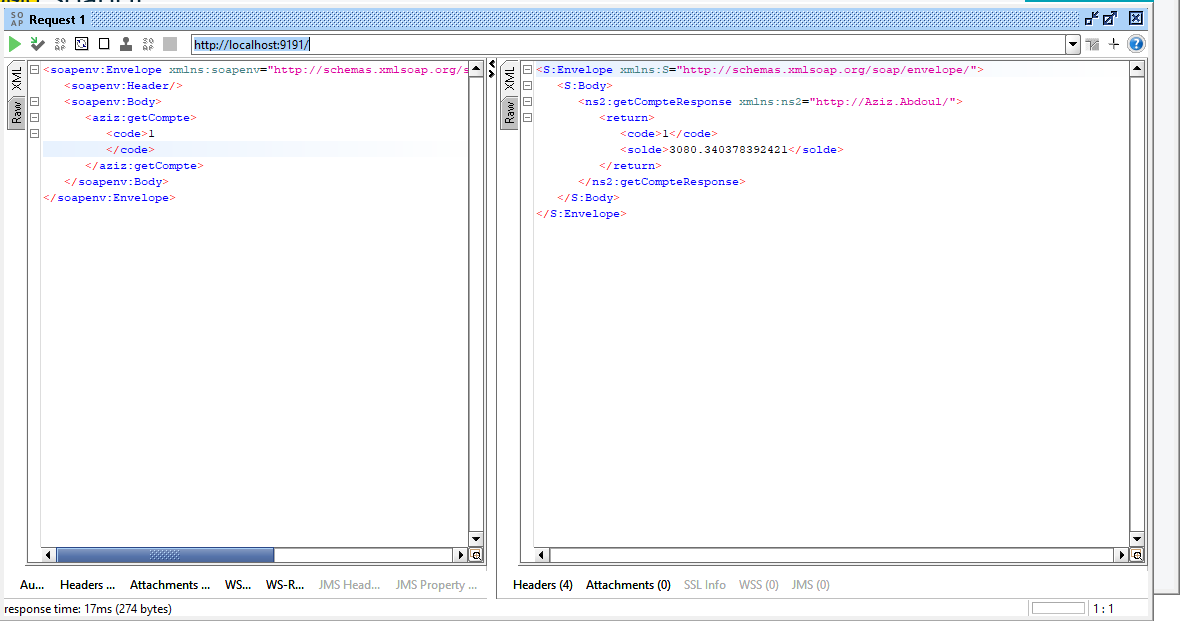 SO
AP Request 1
http://localhost:9191/
XML
Raw
<soapenv:Envelope xmlns:soapenv="http://schemas.xmlsoap.org/s
<soapenv:Header/>
<soapenv:Body>
<aziz:getCompte>
<code>1
</code>
</aziz:getCompte>
</soapenv:Body>
</soapenv:Envelope>
XML
Raw
<S:Envelope xmlns:S="http://schemas.xmlsoap.org/soap/envelope/">
<S:Body>
<ns2:getCompteResponse xmlns:ns2="http://Aziz.Abdoul/">
<return>
<code>1</code>
<solde>3080.340378392421</solde>
</return>
</ns2:getCompteResponse>
</S:Body>
</S:Envelope>
Au... Headers ... Attachments ... WS... WS-R... JMS Head... JMS Property ...
Headers (4) Attachments (0) SSL Info WSS (0) JMS (0)
response time: 17ms (274 bytes)
1 : 1